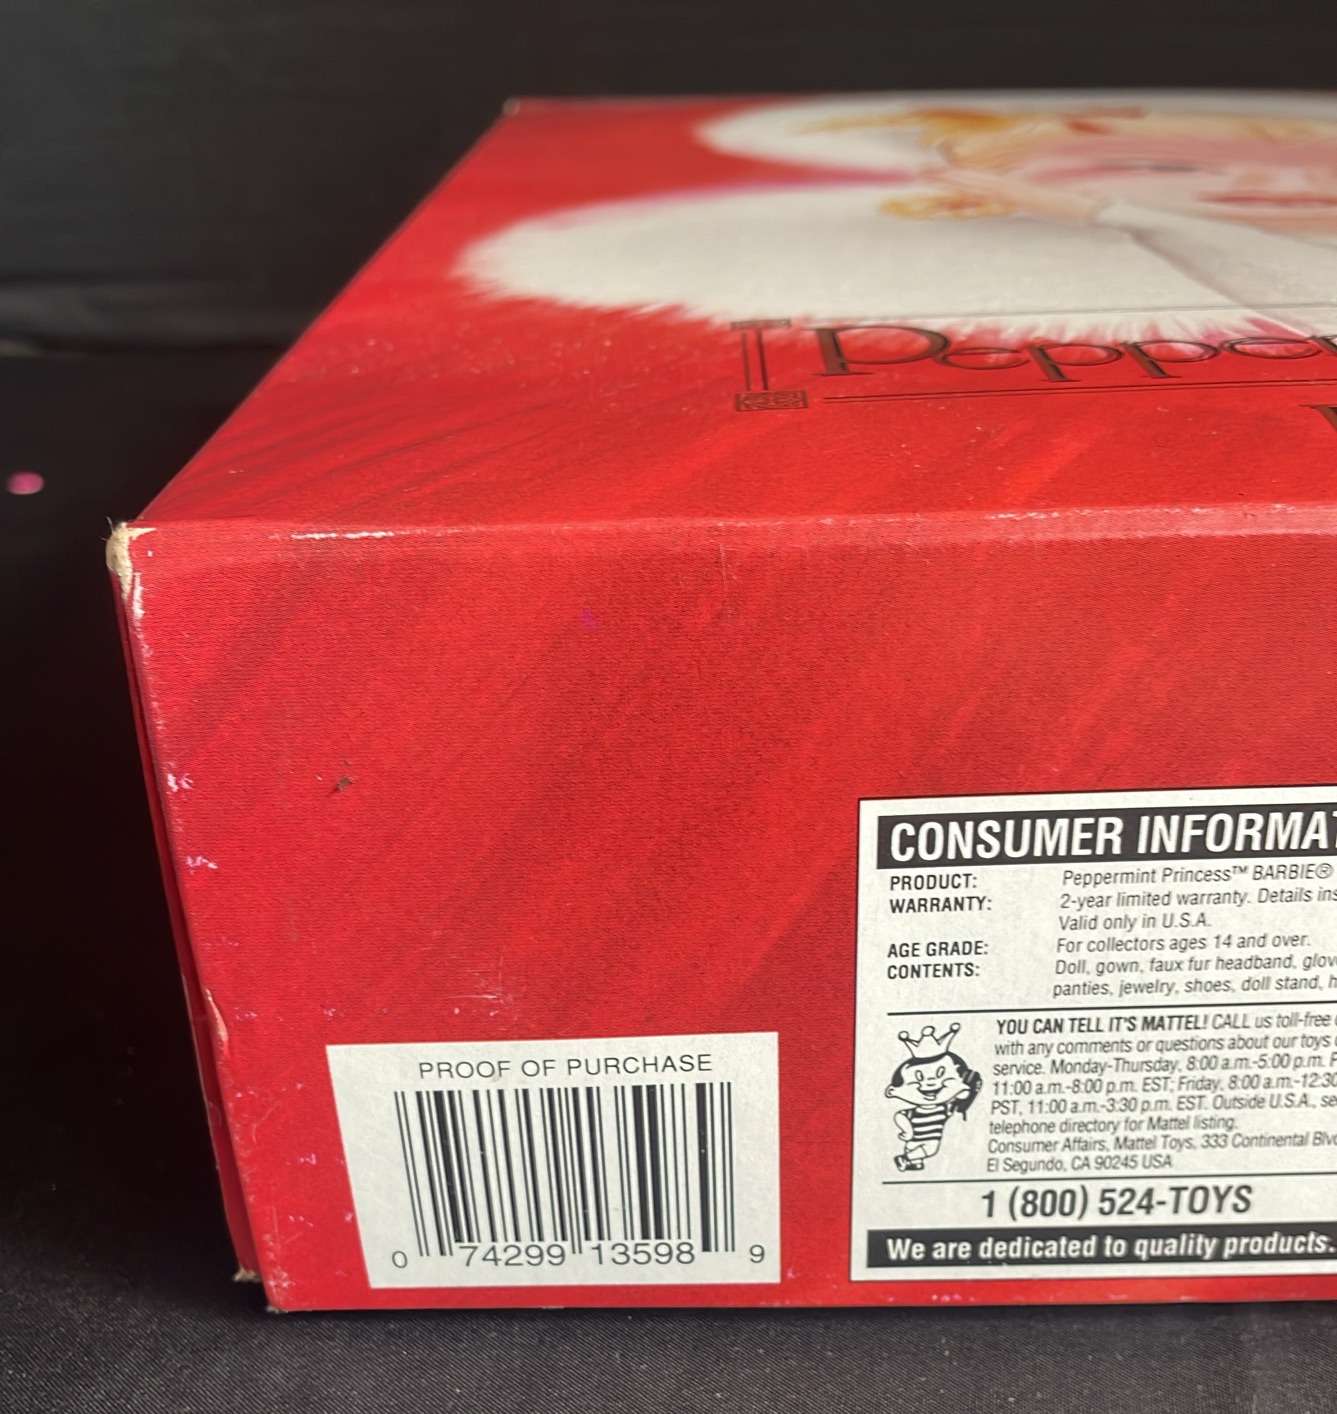 Pepper
PROOF OF PURCHASE
0 74299 13598 9
CONSUMER INFORMAT
PRODUCT: Peppermint Princess™ BARBIE®
WARRANTY: 2-year limited warranty. Details ins
Valid only in U.S.A.
AGE GRADE: For collectors ages 14 and over.
CONTENTS: Doll, gown, faux fur headband, glov
panties, jewelry, shoes, doll stand, h
YOU CAN TELL IT'S MATTEL! CALL us toll-free
with any comments or questions about our toys
service. Monday-Thursday, 8:00 a.m.-5:00 p.m. P
11:00 a.m.-8:00 p.m. EST; Friday, 8:00 a.m.-12:30
PST, 11:00 a.m.-3:30 p.m. EST. Outside U.S.A., se
telephone directory for Mattel listing.
Consumer Affairs, Mattel Toys, 333 Continental Blv
El Segundo, CA 90245 USA
1 (800) 524-TOYS
We are dedicated to quality products.